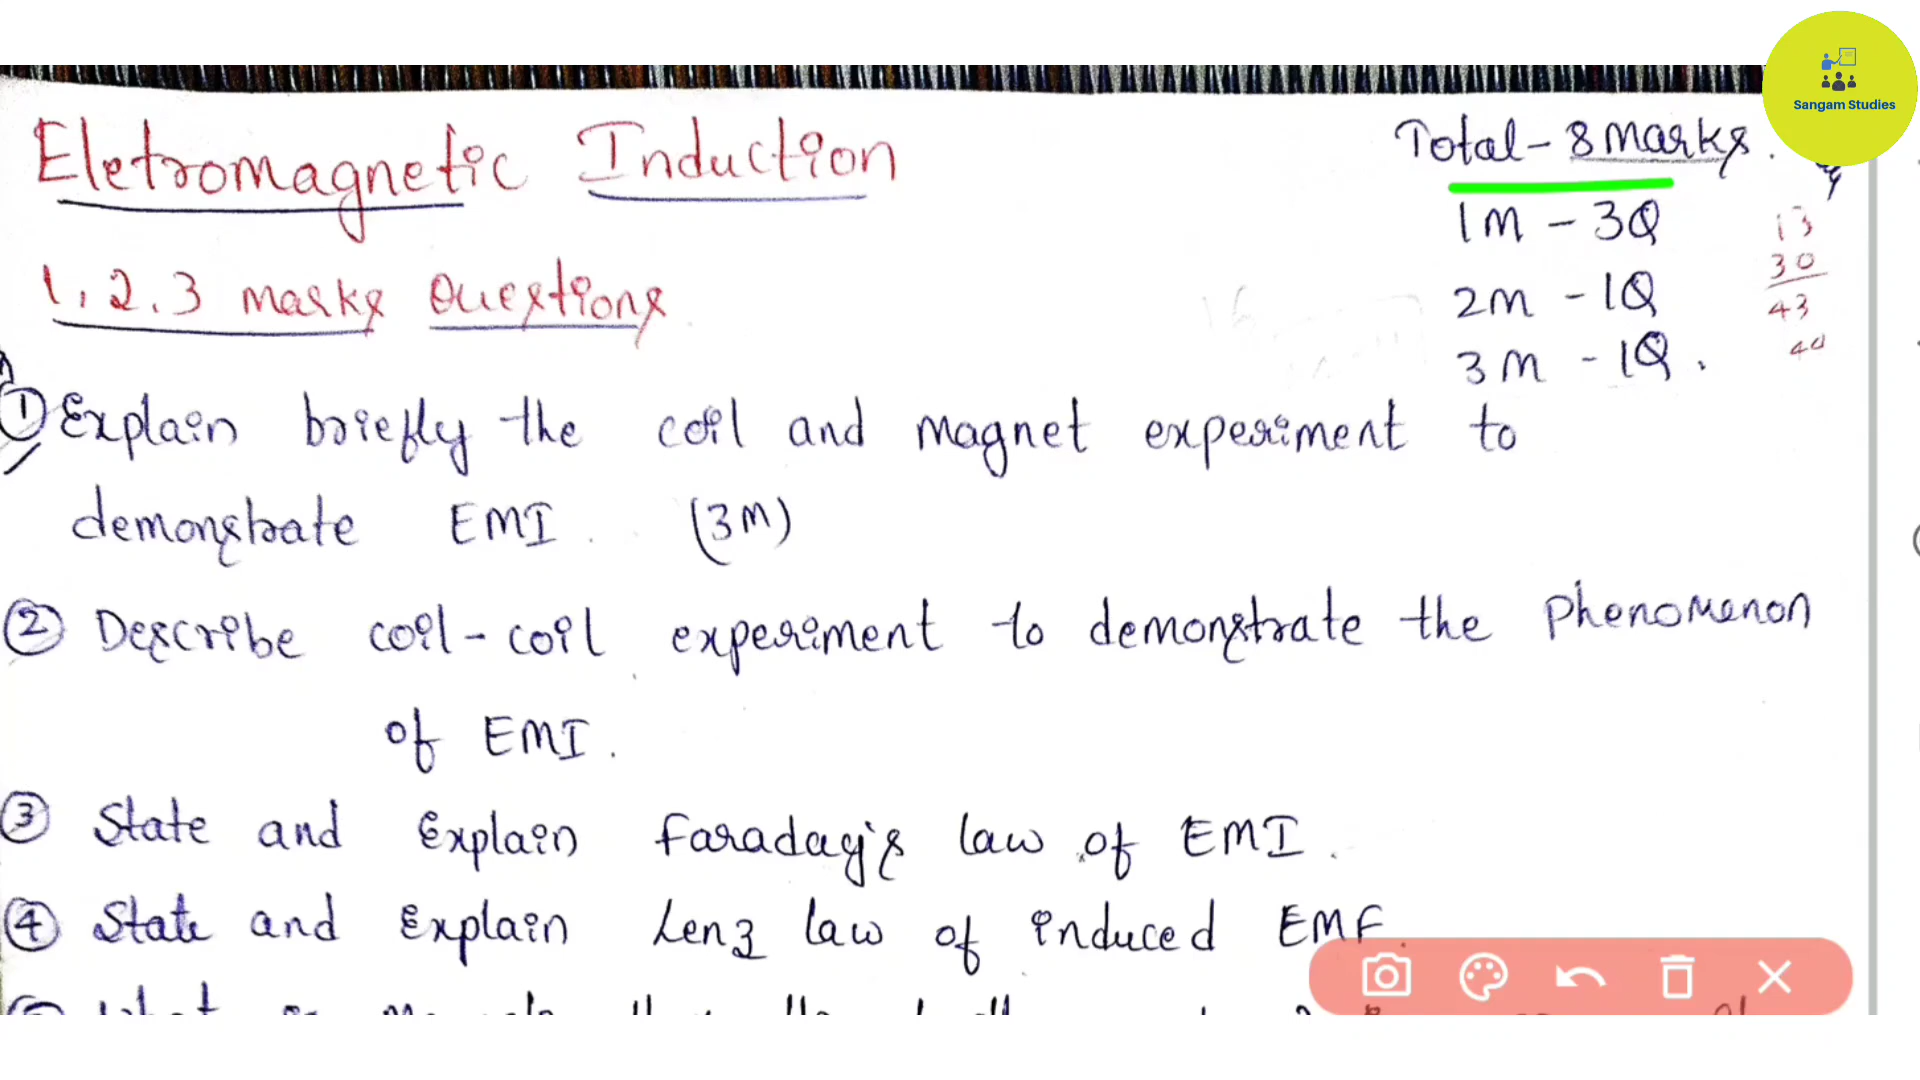 Sangam Studies
Eletromagnetic Induction
Total - 8 marks.
1M - 3Q
2M - 1Q
3M - 1Q.
13
30
43
40
1, 2, 3 marks Questions
① Explain briefly the coil and magnet experiment to
demonstrate EMI. (3M)
② Describe coil-coil experiment to demonstrate the phenomenon
of EMI.
③ State and Explain Faraday's law of EMI.
④ State and Explain Lenz law of induced EMF.